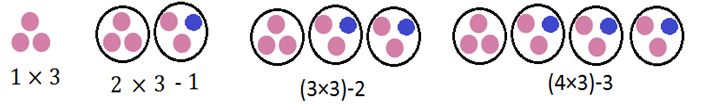 1 × 3
2 × 3 - 1
(3×3)-2
(4×3)-3